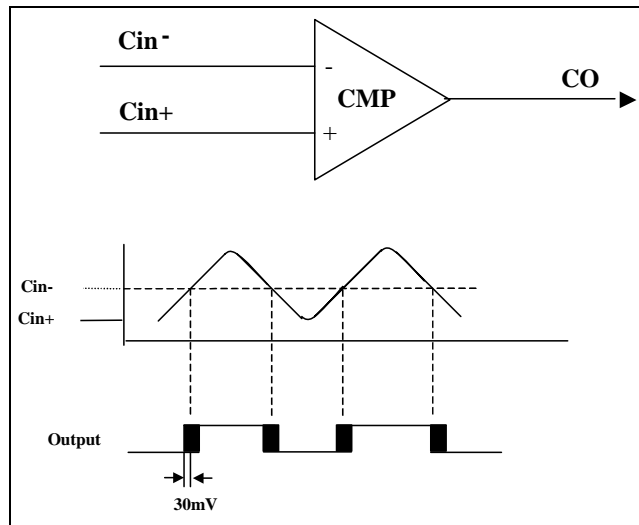 Cin-
-
CMP
CO
Cin+
+
Cin-
Cin+
Output
30mV